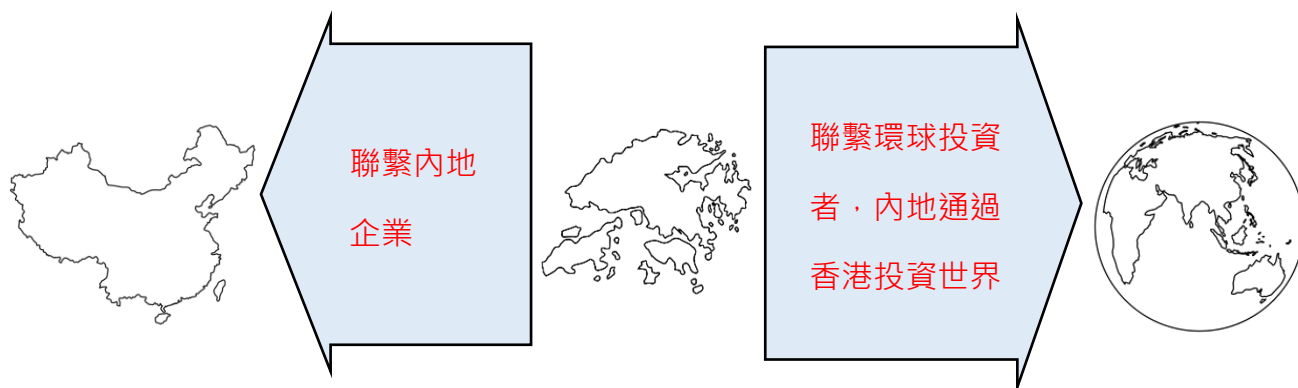 聯繫內地
企業
聯繫環球投資
者，內地通過
香港投資世界